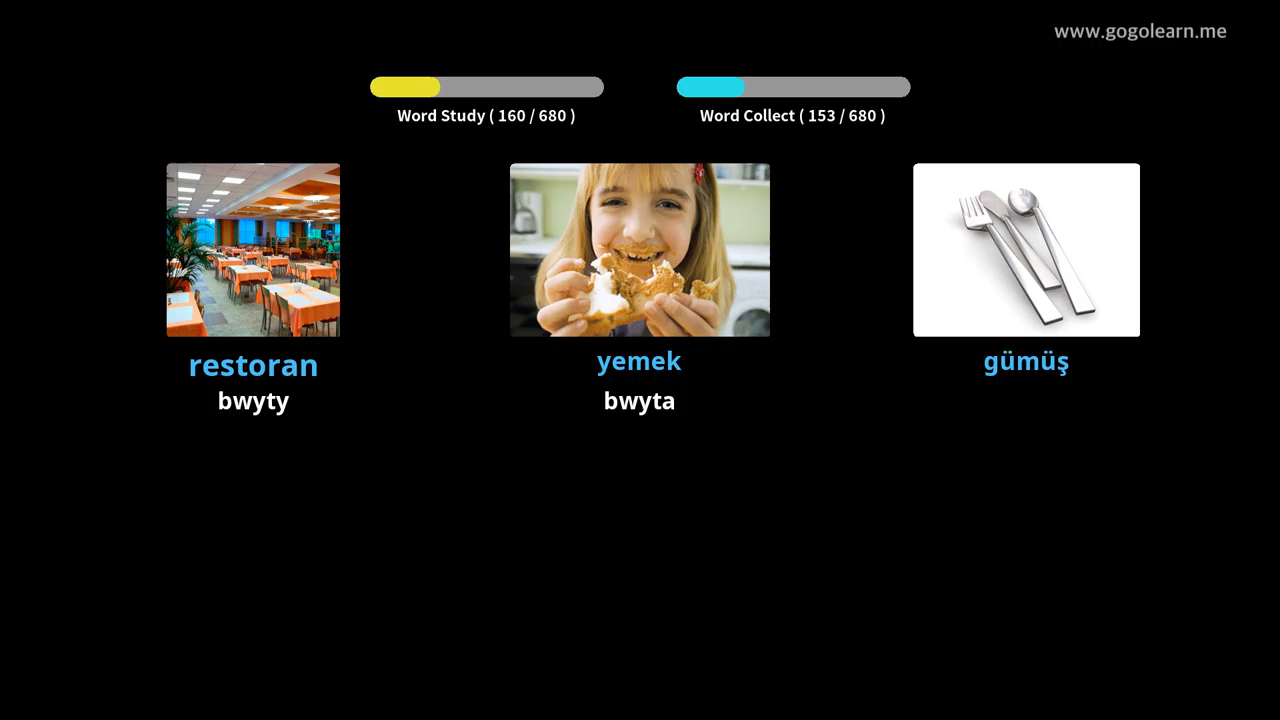 www.gogolearn.me
Word Study ( 160 / 680 )
Word Collect ( 153 / 680 )
restoran
bwyty
yemek
bwyta
gümüş